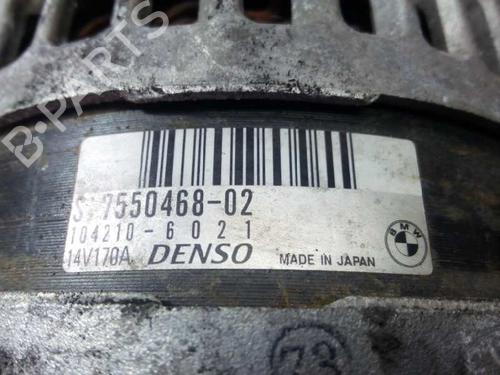 B-PARTS
S 7550468-02
104210-6021
14V170A DENSO MADE IN JAPAN
BMW
73